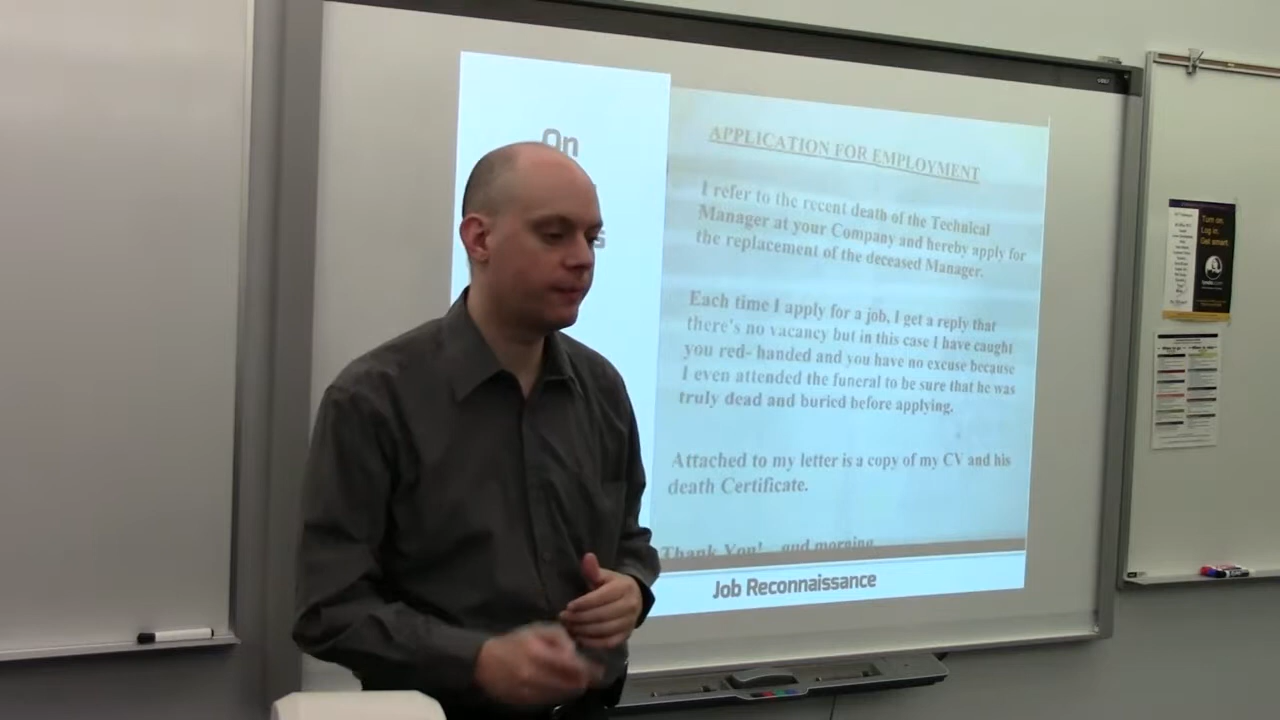 On
APPLICATION FOR EMPLOYMENT
I refer to the recent death of the Technical
Manager at your Company and hereby apply for
the replacement of the deceased Manager.
Each time I apply for a job, I get a reply that
there's no vacancy but in this case I have caught
you red- handed and you have no excuse because
I even attended the funeral to be sure that he was
truly dead and buried before applying.
Attached to my letter is a copy of my CV and his
death Certificate.
Thank You! gud morning
Job Reconnaissance
Turn on.
Log in.
Get smart.